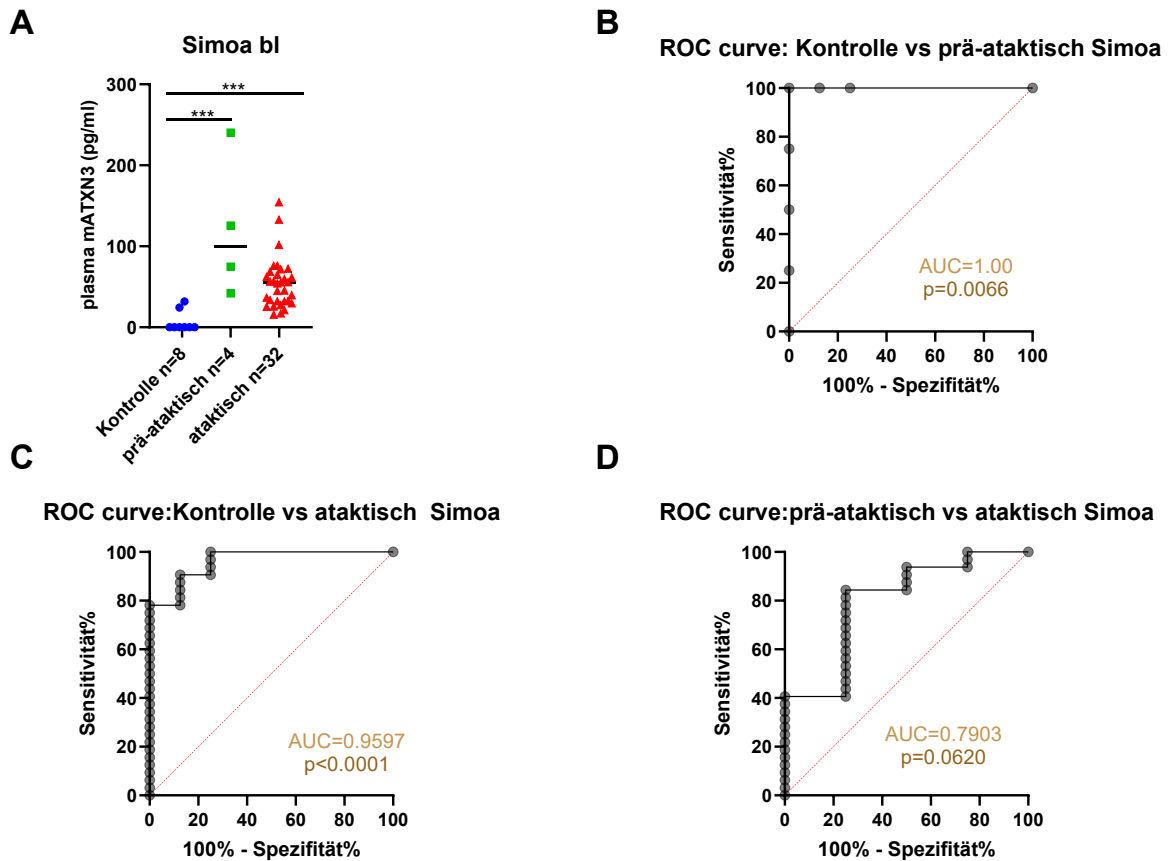 A
Simoa bl
plasma mATXN3 (pg/ml)
300
200
100
0
***
***
Kontrolle n=8
prä-ataktisch n=4
ataktisch n=32
B
ROC curve: Kontrolle vs prä-ataktisch Simoa
Sensitivität%
100
80
60
40
20
0
AUC=1.00
p=0.0066
0 20 40 60 80 100
100% - Spezifität%
C
ROC curve:Kontrolle vs ataktisch Simoa
Sensitivität%
100
80
60
40
20
0
AUC=0.9597
p<0.0001
0 20 40 60 80 100
100% - Spezifität%
D
ROC curve:prä-ataktisch vs ataktisch Simoa
Sensitivität%
100
80
60
40
20
0
AUC=0.7903
p=0.0620
0 20 40 60 80 100
100% - Spezifität%